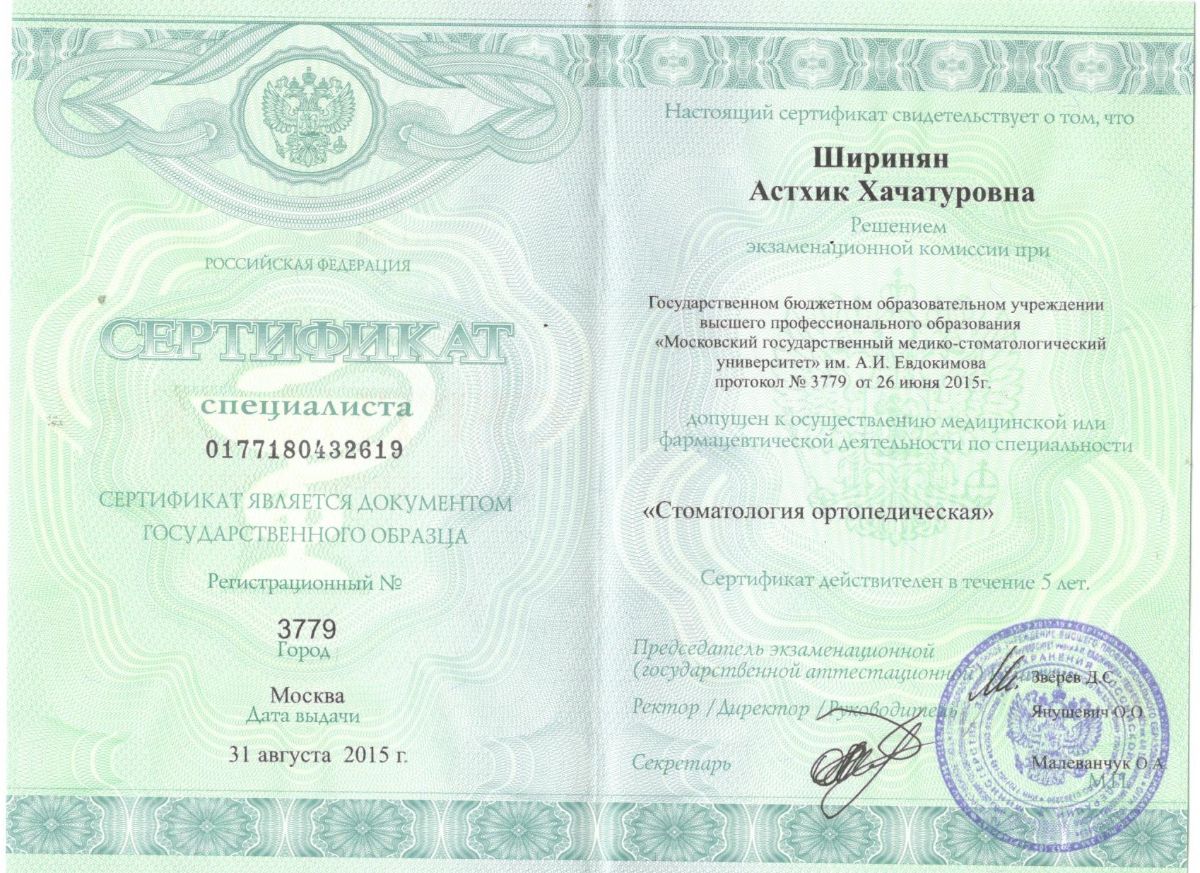 РОССИЙСКАЯ ФЕДЕРАЦИЯ
СЕРТИФИКАТ
специалиста
0177180432619
СЕРТИФИКАТ ЯВЛЯЕТСЯ ДОКУМЕНТОМ
ГОСУДАРСТВЕННОГО ОБРАЗЦА
Регистрационный №
3779
Город
Москва
Дата выдачи
31 августа 2015 г.
Настоящий сертификат свидетельствует о том, что
Ширинян
Астхик Хачатуровна
Решением
экзаменационной комиссии при
Государственном бюджетном образовательном учреждении
высшего профессионального образования
«Московский государственный медико-стоматологический
университет» им. А.И. Евдокимова
протокол № 3779 от 26 июня 2015г.
допущен к осуществлению медицинской или
фармацевтической деятельности по специальности
«Стоматология ортопедическая»
Сертификат действителен в течение 5 лет.
Председатель экзаменационной
(государственной аттестационной)
Зверев Д.С.
Ректор /Директор /Руководитель
Янушевич О.О.
Секретарь
Малеванчук О.А.
М.П.